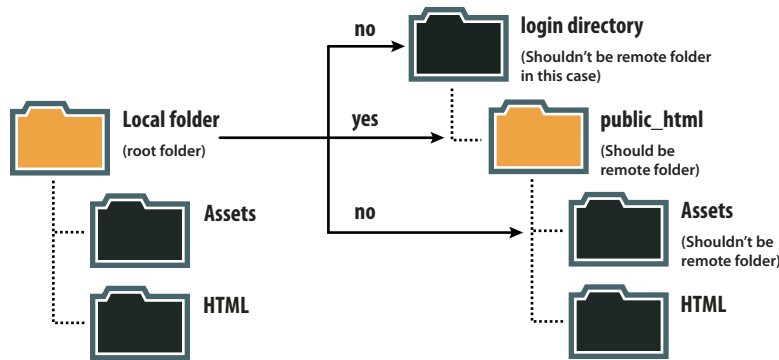 no
login directory
(Shouldn't be remote folder
in this case)
Local folder
(root folder)
yes
public_html
(Should be
remote folder)
no
Assets
Assets
(Shouldn't be
remote folder)
HTML
HTML